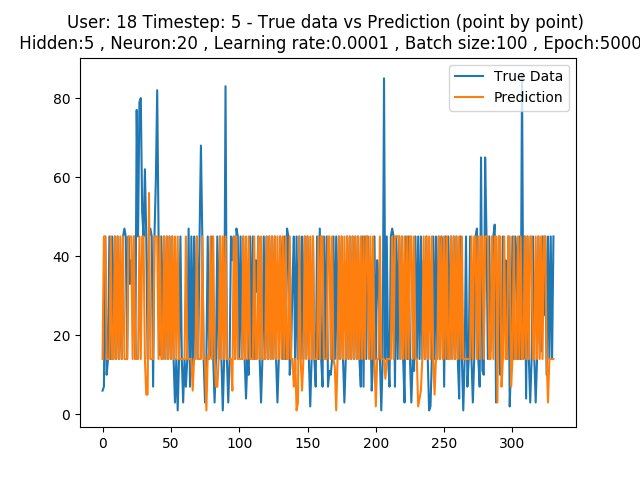 User: 18 Timestep: 5 - True data vs Prediction (point by point)
Hidden:5 , Neuron:20 , Learning rate:0.0001 , Batch size:100 , Epoch:5000
True Data
Prediction
80
60
40
20
0
0 50 100 150 200 250 300